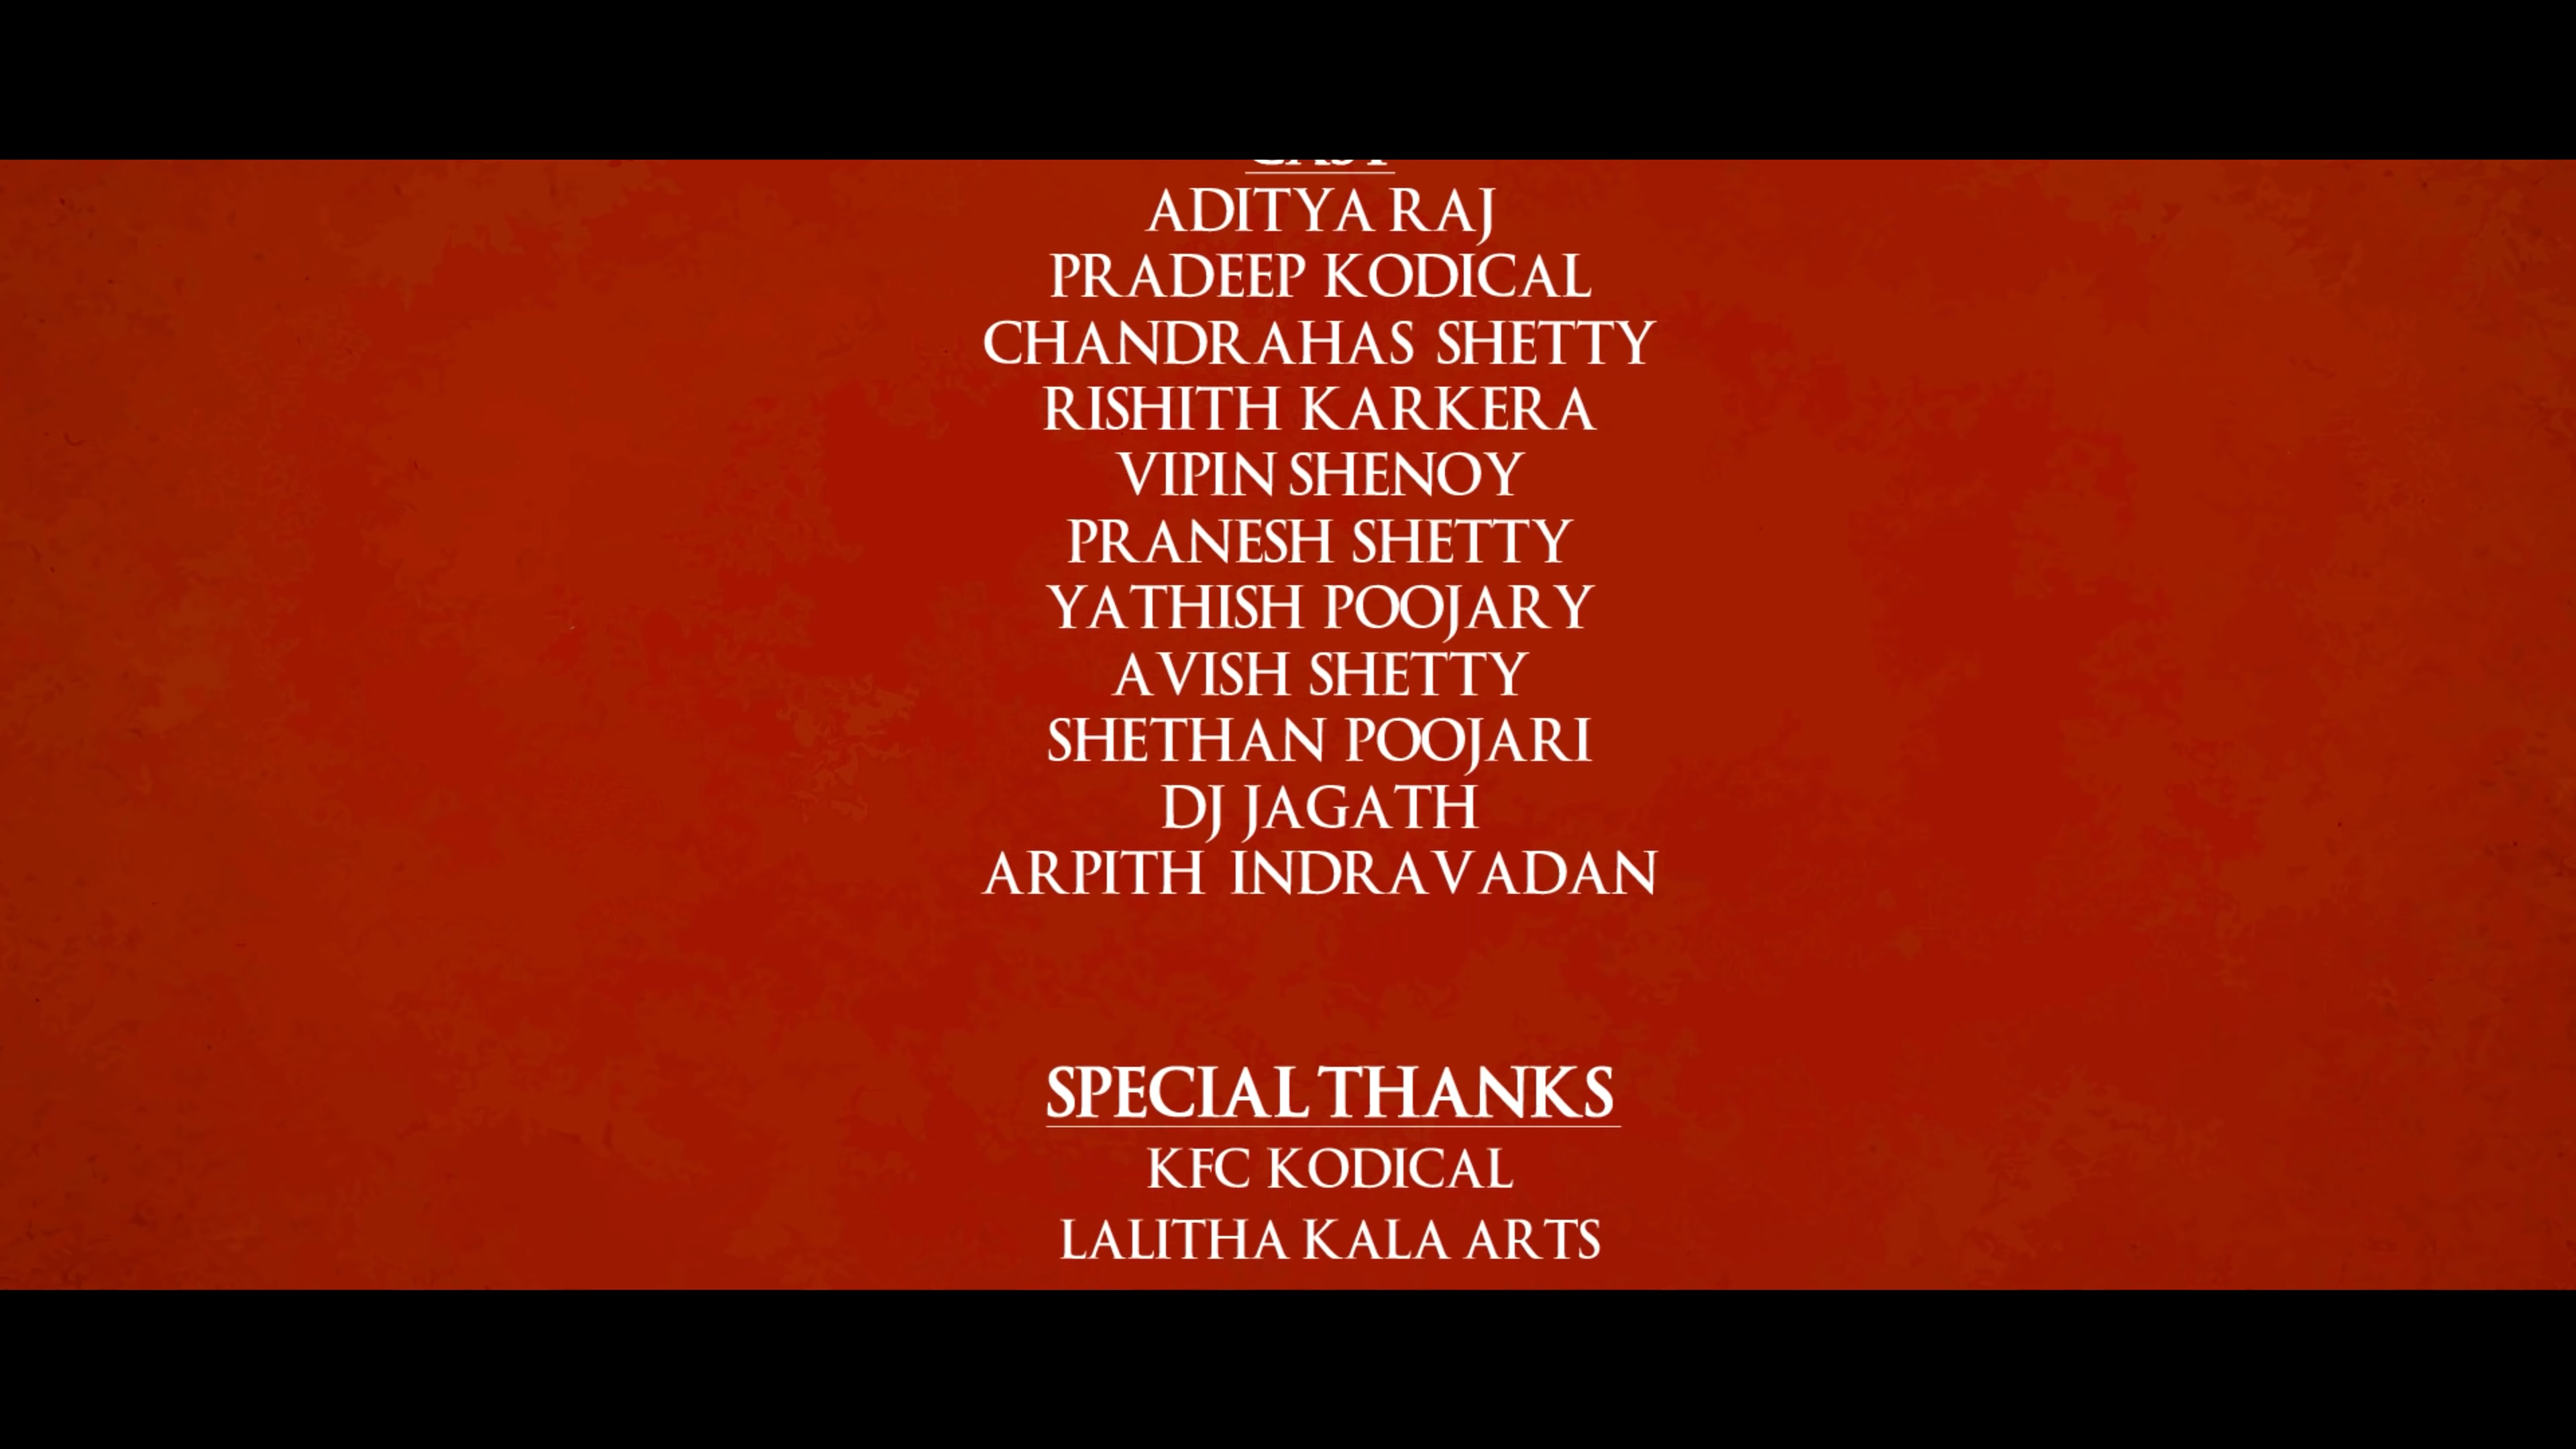 CAST
ADITYA RAJ
PRADEEP KODICAL
CHANDRAHAS SHETTY
RISHITH KARKERA
VIPIN SHENOY
PRANESH SHETTY
YATHISH POOJARY
AVISH SHETTY
SHETHAN POOJARI
DJ JAGATH
ARPITH INDRAVADAN
SPECIAL THANKS
KFC KODICAL
LALITHA KALA ARTS